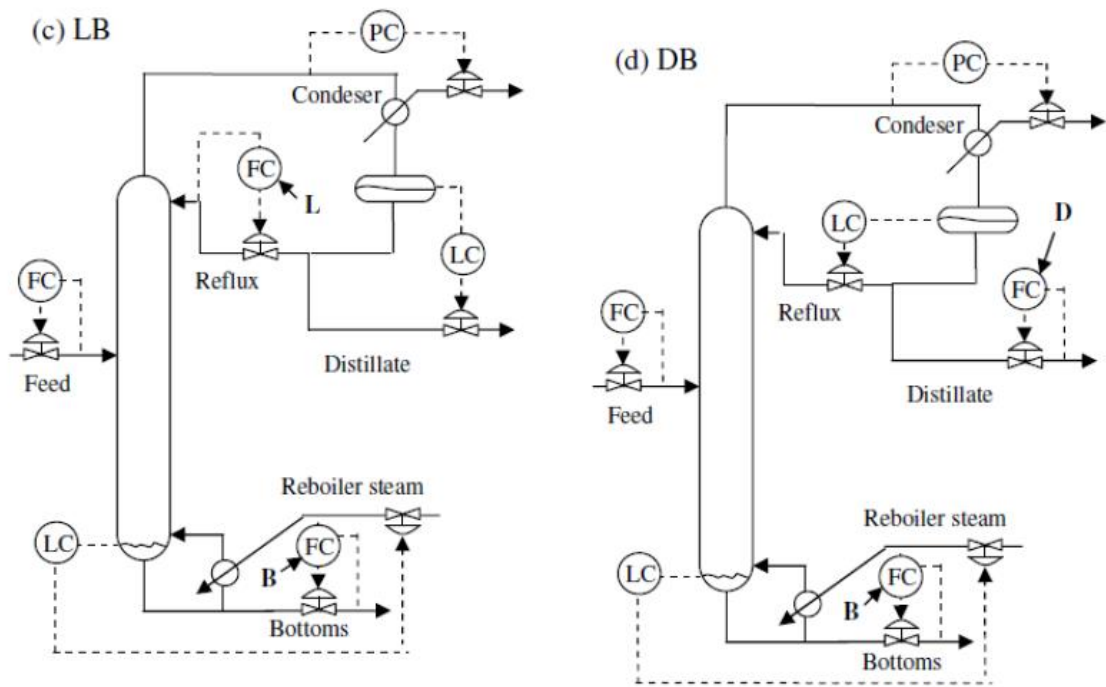 (c) LB
PC
Condeser
FC
L
LC
Reflux
FC
Feed
Distillate
Reboiler steam
LC
FC
B
Bottoms
(d) DB
PC
Condeser
LC
D
FC
Reflux
FC
Distillate
Feed
Reboiler steam
LC
FC
B
Bottoms